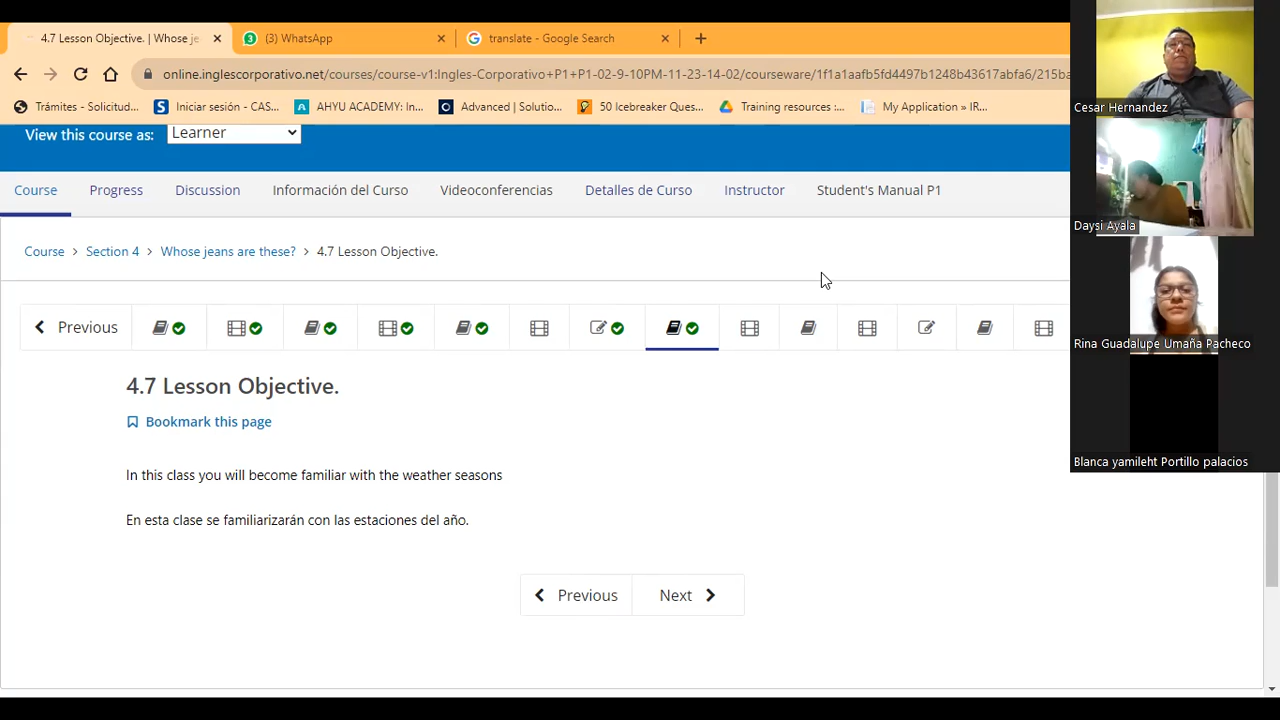 4.7 Lesson Objective. | Whose je
(3) WhatsApp
translate - Google Search
online.inglescorporativo.net/courses/course-v1:Ingles-Corporativo+P1+P1-02-9-10PM-11-23-14-02/courseware/1f1a1aafb5fd4497b1248b43617abfa6/215ba
Trámites - Solicitud...
Iniciar sesión - CAS...
AHYU ACADEMY: In...
Advanced | Solutio...
50 Icebreaker Ques...
Training resources :...
My Application » IR...
View this course as:
Learner
Course
Progress
Discussion
Información del Curso
Videoconferencias
Detalles de Curso
Instructor
Student's Manual P1
Course > Section 4 > Whose jeans are these? > 4.7 Lesson Objective.
Previous
4.7 Lesson Objective.
Bookmark this page
In this class you will become familiar with the weather seasons
En esta clase se familiarizarán con las estaciones del año.
Previous
Next
Cesar Hernandez
Daysi Ayala
Rina Guadalupe Umaña Pacheco
Blanca yamileht Portillo palacios